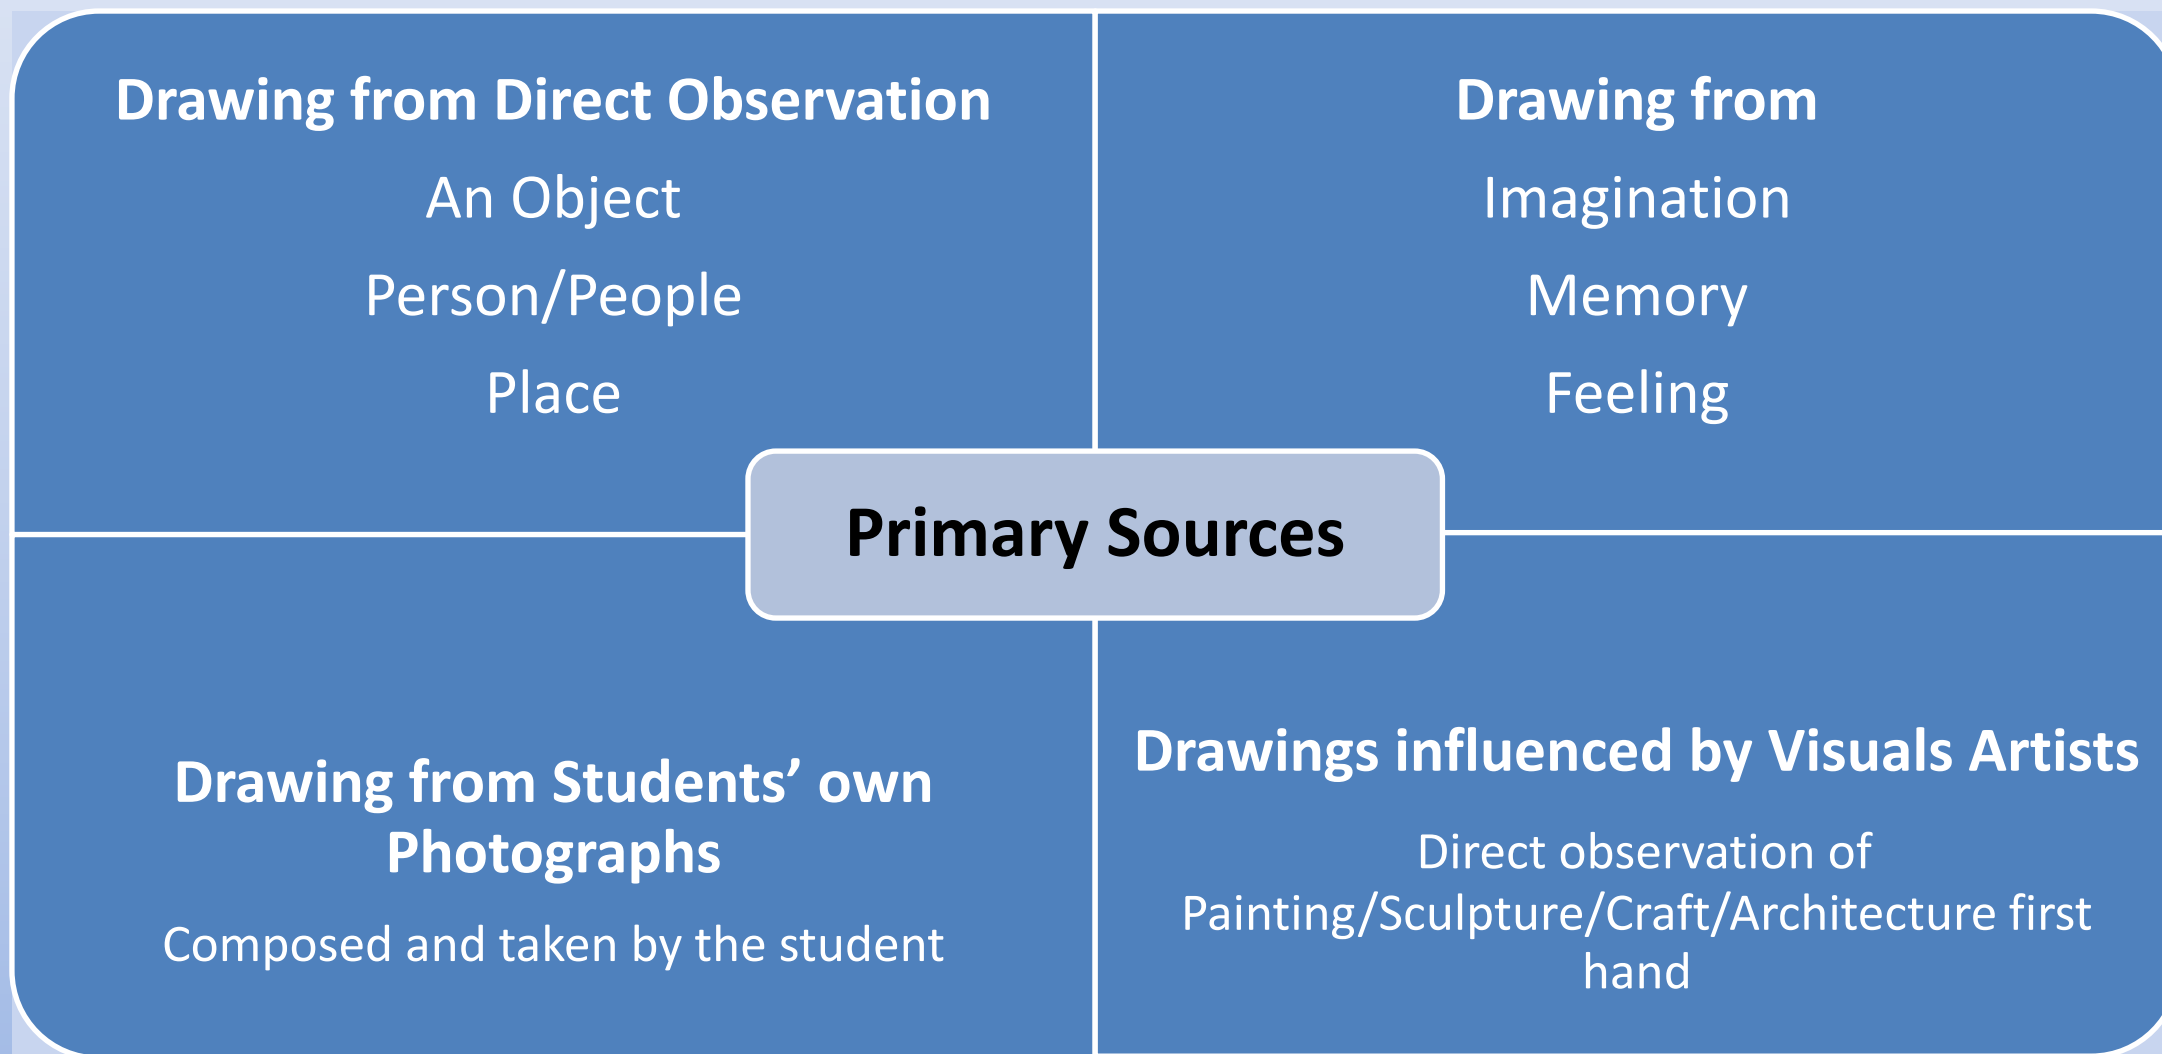 Drawing from Direct Observation
An Object
Person/People
Place
Drawing from
Imagination
Memory
Feeling
Primary Sources
Drawing from Students’ own
Photographs
Composed and taken by the student
Drawings influenced by Visuals Artists
Direct observation of
Painting/Sculpture/Craft/Architecture first
hand